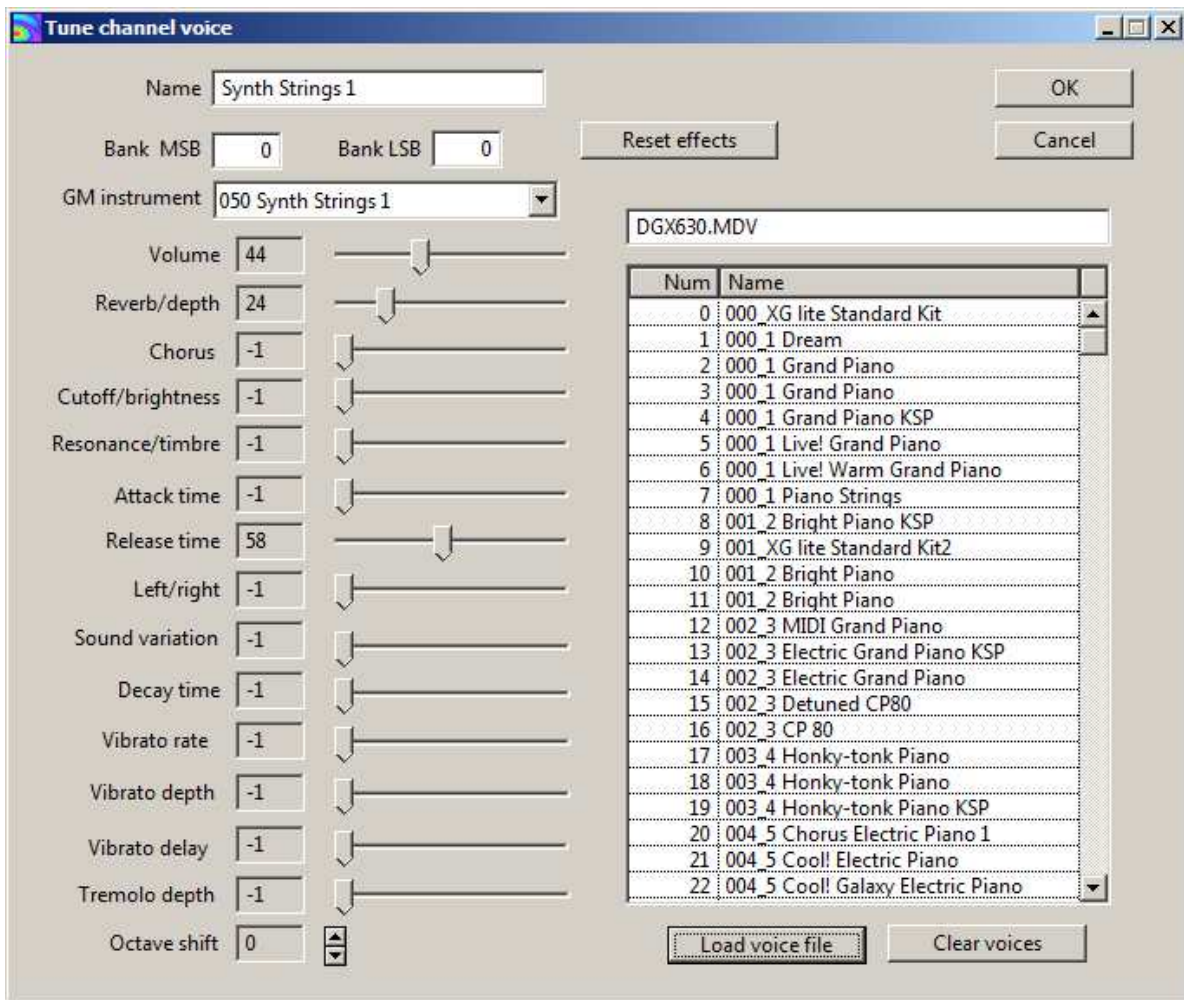 Tune channel voice
Name Synth Strings 1
OK
Bank MSB 0 Bank LSB 0
Reset effects
Cancel
GM instrument 050 Synth Strings 1
Volume 44
Reverb/depth 24
Chorus -1
Cutoff/brightness -1
Resonance/timbre -1
Attack time -1
Release time 58
Left/right -1
Sound variation -1
Decay time -1
Vibrato rate -1
Vibrato depth -1
Vibrato delay -1
Tremolo depth -1
Octave shift 0
DGX630.MDV
Num Name
0 000_XG lite Standard Kit
1 000_1 Dream
2 000_1 Grand Piano
3 000_1 Grand Piano
4 000_1 Grand Piano KSP
5 000_1 Live! Grand Piano
6 000_1 Live! Warm Grand Piano
7 000_1 Piano Strings
8 001_2 Bright Piano KSP
9 001_XG lite Standard Kit2
10 001_2 Bright Piano
11 001_2 Bright Piano
12 002_3 MIDI Grand Piano
13 002_3 Electric Grand Piano KSP
14 002_3 Electric Grand Piano
15 002_3 Detuned CP80
16 002_3 CP 80
17 003_4 Honky-tonk Piano
18 003_4 Honky-tonk Piano
19 003_4 Honky-tonk Piano KSP
20 004_5 Chorus Electric Piano 1
21 004_5 Cool! Electric Piano
22 004_5 Cool! Galaxy Electric Piano
Load voice file
Clear voices